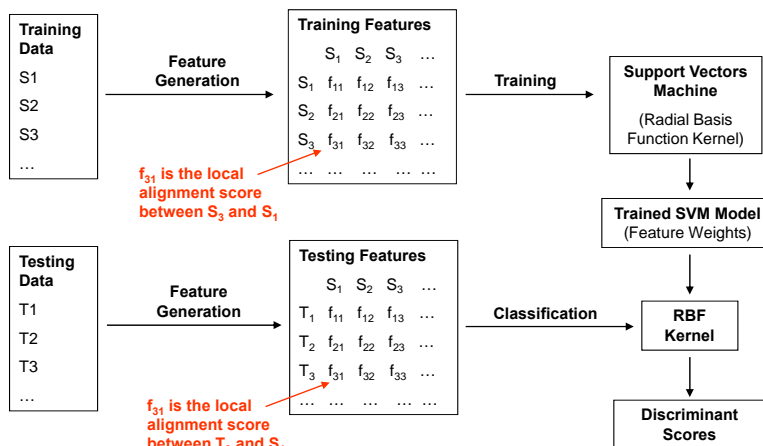 Training
Data
S1
S2
S3
…
Feature
Generation
Training Features
S₁ S₂ S₃ …
S₁ f₁₁ f₁₂ f₁₃ …
S₂ f₂₁ f₂₂ f₂₃ …
S₃ f₃₁ f₃₂ f₃₃ …
… … … … …
f₃₁ is the local
alignment score
between S₃ and S₁
Training
Support Vectors
Machine
(Radial Basis
Function Kernel)
Trained SVM Model
(Feature Weights)
Testing
Data
T1
T2
T3
…
Feature
Generation
Testing Features
S₁ S₂ S₃ …
T₁ f₁₁ f₁₂ f₁₃ …
T₂ f₂₁ f₂₂ f₂₃ …
T₃ f₃₁ f₃₂ f₃₃ …
… … … … …
f₃₁ is the local
alignment score
between and
Classification
RBF
Kernel
Discriminant
Scores